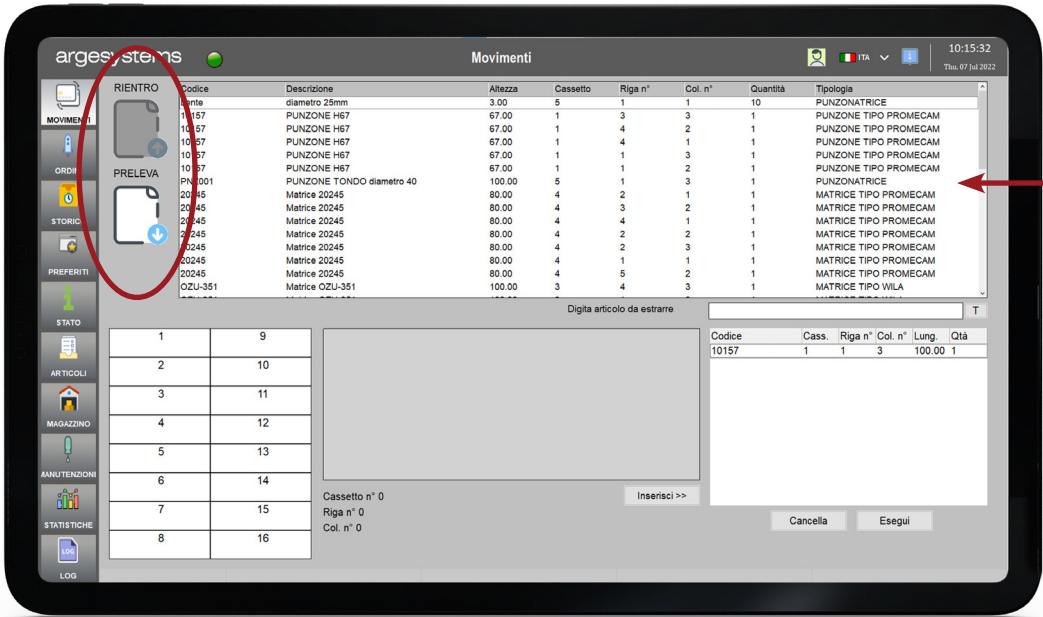 argesystems
Movimenti
ITA
10:15:32
Thu. 07 Jul 2022
MOVIMENTI
ORDINI
STORICO
PREFERITI
STATO
ARTICOLI
MAGAZZINO
MANUTENZIONI
STATISTICHE
LOG
LOG
RIENTRO
PRELEVA
Codice Descrizione Altezza Cassetto Riga n° Col. n° Quantità Tipologia
diametro 25mm 3.00 5 1 1 10 PUNZONATRICE
10157 PUNZONE H67 67.00 1 3 3 1 PUNZONE TIPO PROMECAM
10157 PUNZONE H67 67.00 1 4 2 1 PUNZONE TIPO PROMECAM
10157 PUNZONE H67 67.00 1 4 1 1 PUNZONE TIPO PROMECAM
10157 PUNZONE H67 67.00 1 1 3 1 PUNZONE TIPO PROMECAM
10157 PUNZONE H67 67.00 1 1 2 1 PUNZONE TIPO PROMECAM
PNZ001 PUNZONE TONDO diametro 40 100.00 5 1 3 1 PUNZONATRICE
20245 Matrice 20245 80.00 4 2 1 1 MATRICE TIPO PROMECAM
20245 Matrice 20245 80.00 4 3 2 1 MATRICE TIPO PROMECAM
20245 Matrice 20245 80.00 4 4 1 1 MATRICE TIPO PROMECAM
20245 Matrice 20245 80.00 4 2 2 1 MATRICE TIPO PROMECAM
20245 Matrice 20245 80.00 4 2 3 1 MATRICE TIPO PROMECAM
20245 Matrice 20245 80.00 4 1 1 1 MATRICE TIPO PROMECAM
20245 Matrice 20245 80.00 4 5 2 1 MATRICE TIPO PROMECAM
OZU-351 Matrice OZU-351 100.00 3 4 3 1 MATRICE TIPO WILA
Digita articolo da estrarre
T
1 9
2 10
3 11
4 12
5 13
6 14
7 15
8 16
Cassetto n° 0
Riga n° 0
Col. n° 0
Inserisci >>
Codice Cass. Riga n° Col. n° Lung. Qtà
10157 1 1 3 100.00 1
Cancella
Esegui